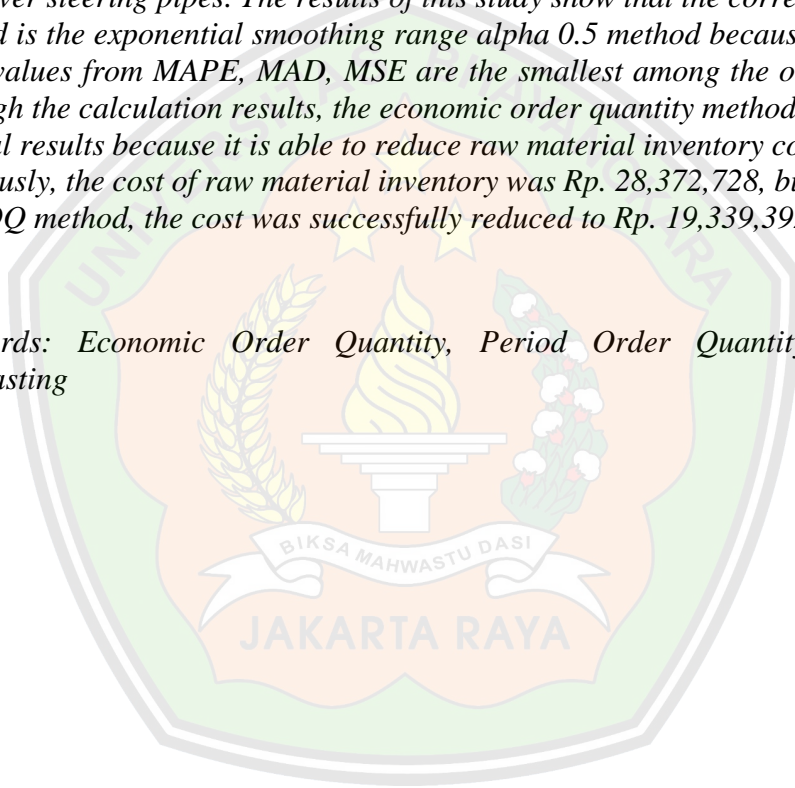 ver steering pipes. The results of this study show that the corre
d is the exponential smoothing range alpha 0.5 method becaus
values from MAPE, MAD, MSE are the smallest among the o
gh the calculation results, the economic order quantity method
l results because it is able to reduce raw material inventory co
usly, the cost of raw material inventory was Rp. 28,372,728, bu
Q method, the cost was successfully reduced to Rp. 19,339,39
rds: Economic Order Quantity, Period Order Quantity
asting
UNIVERSITAS BHAYANGKARA
BIKSA MAHWASTU DASI
JAKARTA RAYA